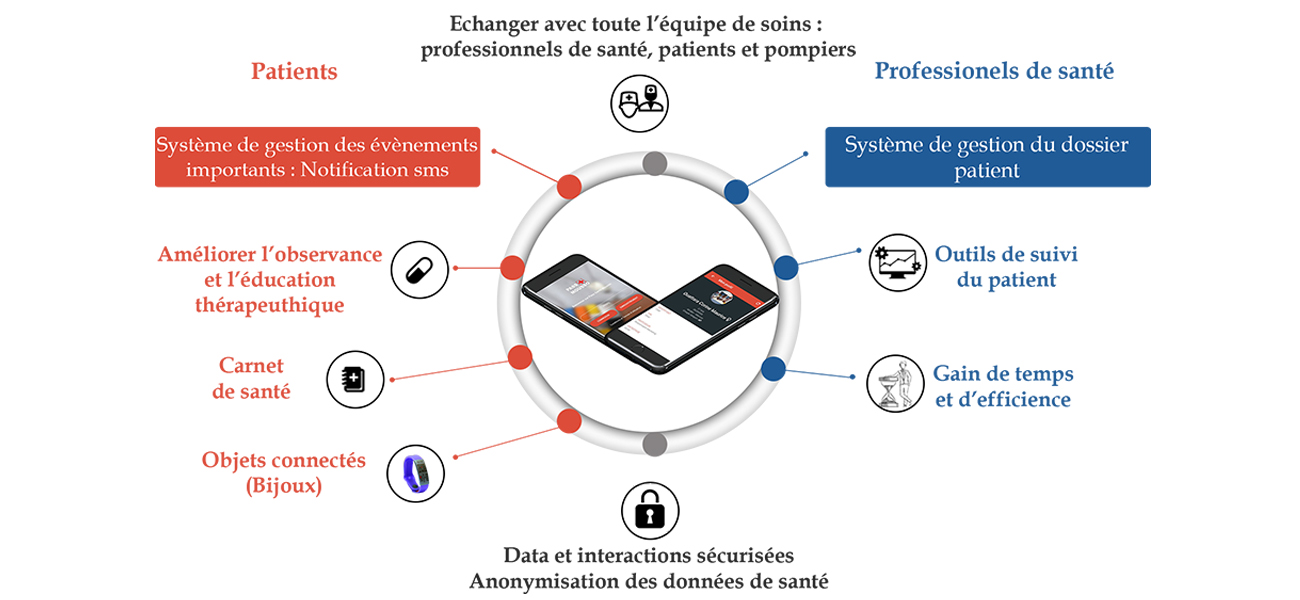 Echanger avec toute l'équipe de soins :
professionnels de santé, patients et pompiers
Patients
Professionels de santé
Système de gestion des évènements
importants : Notification sms
Système de gestion du dossier
patient
Améliorer l'observance
et l'éducation
thérapeuthique
Outils de suivi
du patient
Carnet
de santé
Gain de temps
et d'efficience
Objets connectés
(Bijoux)
Data et interactions sécurisées
Anonymisation des données de santé